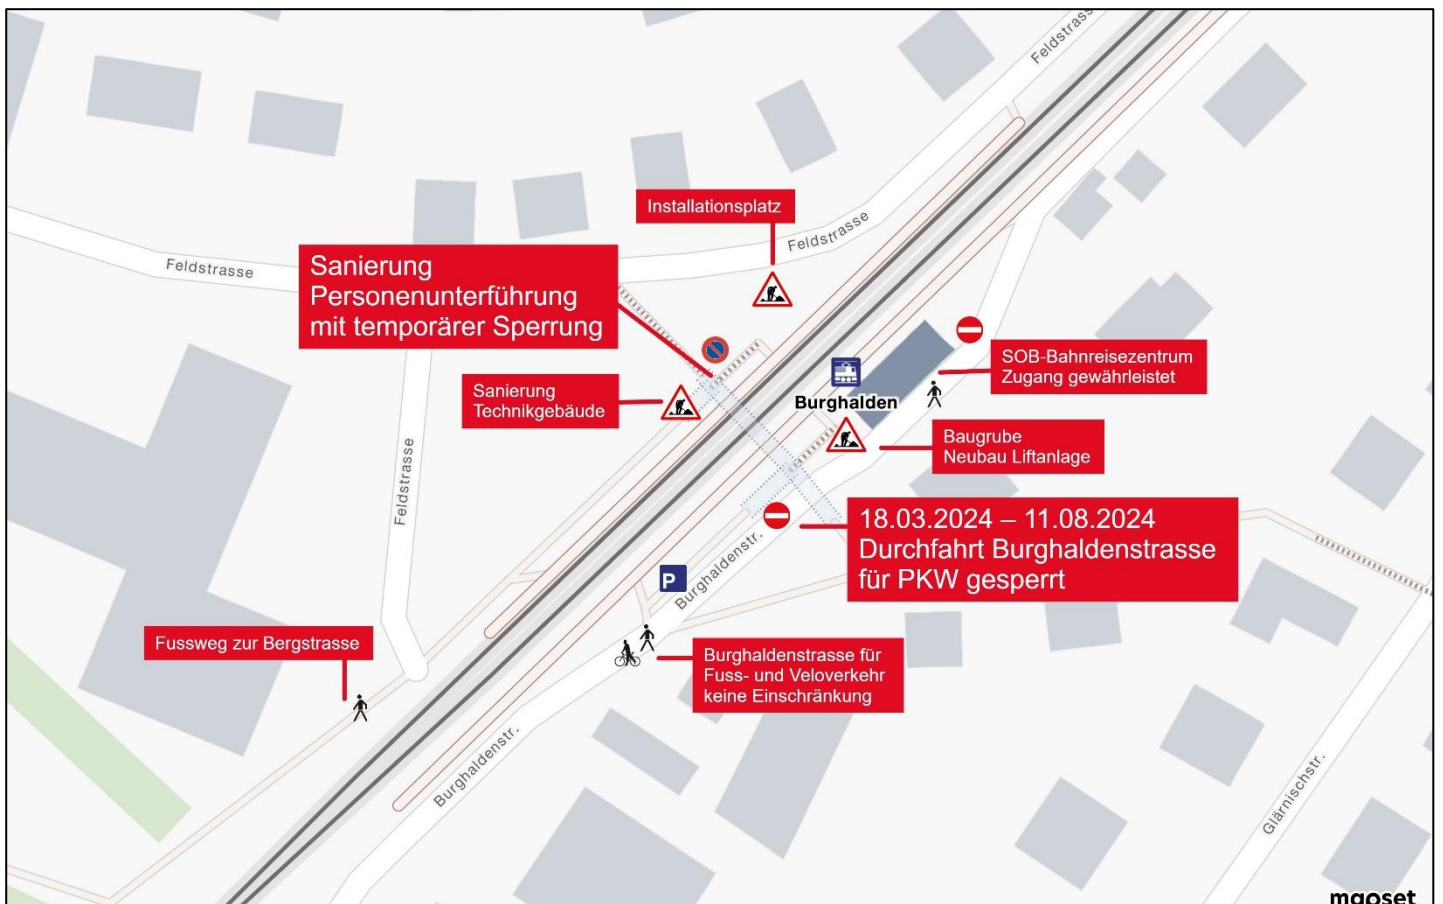 Feldstrasse
Installationsplatz
Feldstrasse
Feldstrasse
Sanierung
Personenunterführung
mit temporärer Sperrung
SOB-Bahnreisezentrum
Zugang gewährleistet
Sanierung
Technikgebäude
Burghalden
Baugrube
Neubau Liftanlage
Feldstrasse
18.03.2024 – 11.08.2024
Durchfahrt Burghaldenstrasse
für PKW gesperrt
Burghaldenstr.
P
Fussweg zur Bergstrasse
Burghaldenstrasse für
Fuss- und Veloverkehr
keine Einschränkung
Burghaldenstr.
Glärnischstr.
mapset